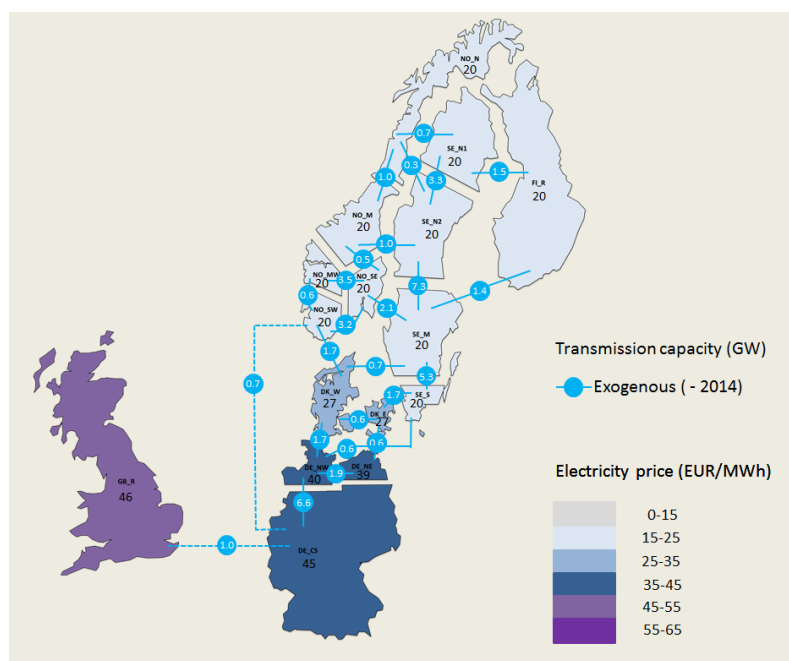 NO_N
20
0.7
SE_N1
20
0.3
3.3
1.0
1.5
FI_R
20
NO_M
20
SE_N2
20
1.0
0.5
NO_MW
20
3.5
NO_SE
20
0.6
7.3
1.4
2.1
NO_SW
20
3.2
SE_M
20
1.7
Transmission capacity (GW)
0.7
5.3
0.7
Exogenous ( - 2014)
DK_W
27
1.7
SE_S
20
DK_E
27
0.6
1.7
0.6
0.6
DE_NW
40
1.9
DE_NE
39
Electricity price (EUR/MWh)
GB_R
46
6.6
0-15
15-25
1.0
DE_CS
45
25-35
35-45
45-55
55-65